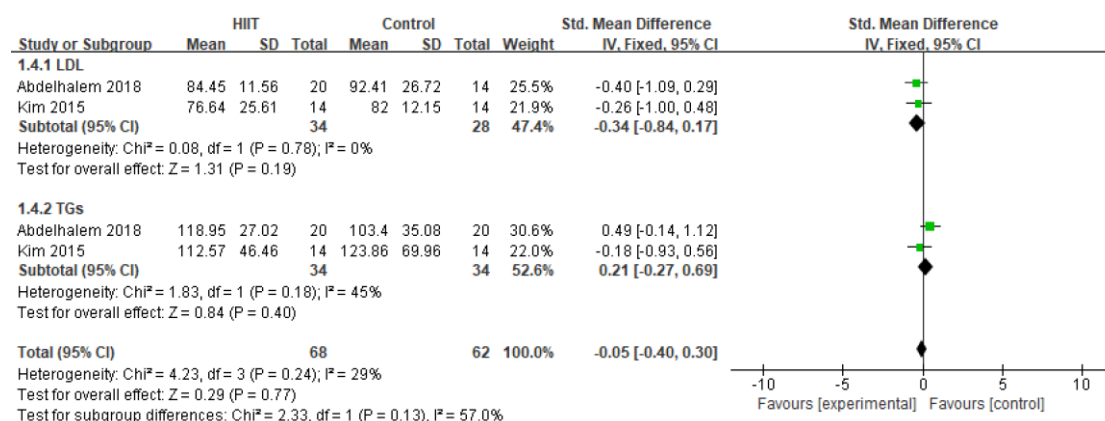 HIIT Control Std. Mean Difference Std. Mean Difference
Study or Subgroup Mean SD Total Mean SD Total Weight IV, Fixed, 95% CI IV, Fixed, 95% CI
1.4.1 LDL
Abdelhalem 2018 84.45 11.56 20 92.41 26.72 14 25.5% -0.40 [-1.09, 0.29]
Kim 2015 76.64 25.61 14 82 12.15 14 21.9% -0.26 [-1.00, 0.48]
Subtotal (95% CI) 34 28 47.4% -0.34 [-0.84, 0.17]
Heterogeneity: Chi² = 0.08, df = 1 (P = 0.78); I² = 0%
Test for overall effect: Z = 1.31 (P = 0.19)
1.4.2 TGs
Abdelhalem 2018 118.95 27.02 20 103.4 35.08 20 30.6% 0.49 [-0.14, 1.12]
Kim 2015 112.57 46.46 14 123.86 69.96 14 22.0% -0.18 [-0.93, 0.56]
Subtotal (95% CI) 34 34 52.6% 0.21 [-0.27, 0.69]
Heterogeneity: Chi² = 1.83, df = 1 (P = 0.18); I² = 45%
Test for overall effect: Z = 0.84 (P = 0.40)
Total (95% CI) 68 62 100.0% -0.05 [-0.40, 0.30]
Heterogeneity: Chi² = 4.23, df = 3 (P = 0.24); I² = 29%
Test for overall effect: Z = 0.29 (P = 0.77)
Test for subgroup differences: Chi² = 2.33, df = 1 (P = 0.13), I² = 57.0%
-10 -5 0 5 10
Favours [experimental] Favours [control]